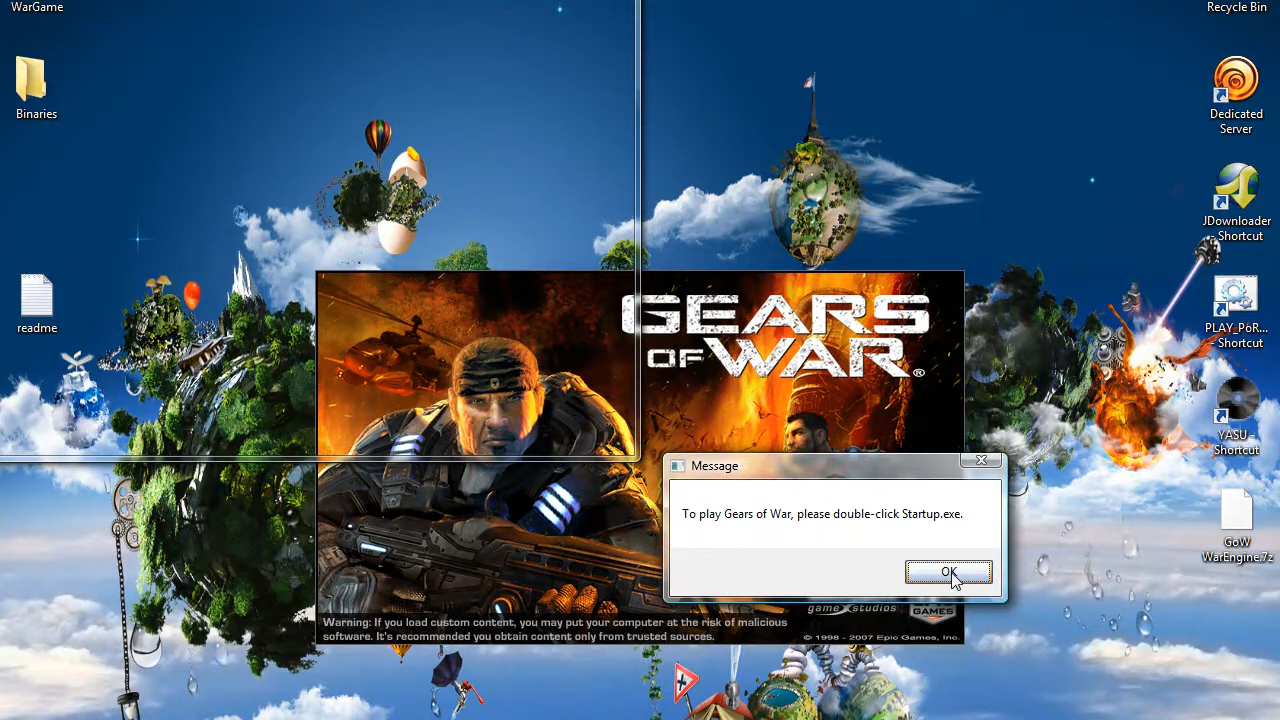 WarGame
Recycle Bin
Binaries
Dedicated
Server
JDownloader
- Shortcut
readme
PLAY_PoR...
- Shortcut
GEARS
OF WAR®
YASU -
Shortcut
Message
To play Gears of War, please double-click Startup.exe.
OK
GoW
WarEngine.7z
gameXstudios
GAMES
Warning: If you load custom content, you may put your computer at the risk of malicious
software. It's recommended you obtain content only from trusted sources.
© 1998 - 2007 Epic Games, Inc.